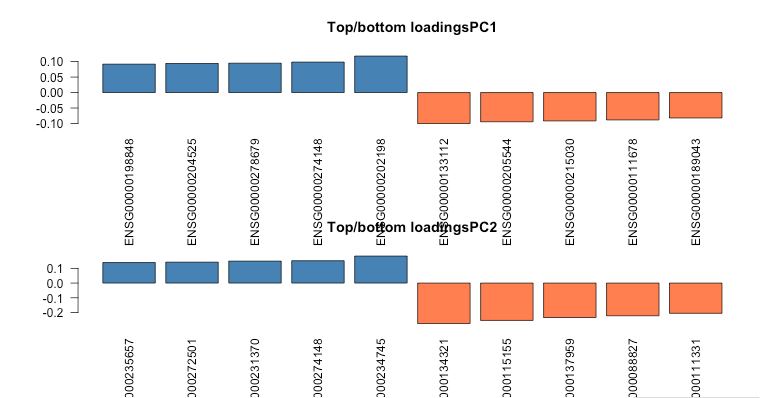 Top/bottom loadingsPC1
0.10
0.05
0.00
-0.05
-0.10
ENSG00000198848
ENSG00000204525
ENSG00000278679
ENSG00000274148
ENSG00000202198
ENSG00000133112
ENSG00000205544
ENSG00000215030
ENSG00000111678
ENSG00000189043
Top/bottom loadingsPC2
0.1
0.0
-0.1
-0.2
000235657
000272501
000231370
000274148
000234745
000134321
000115155
000137959
000088827
000111331